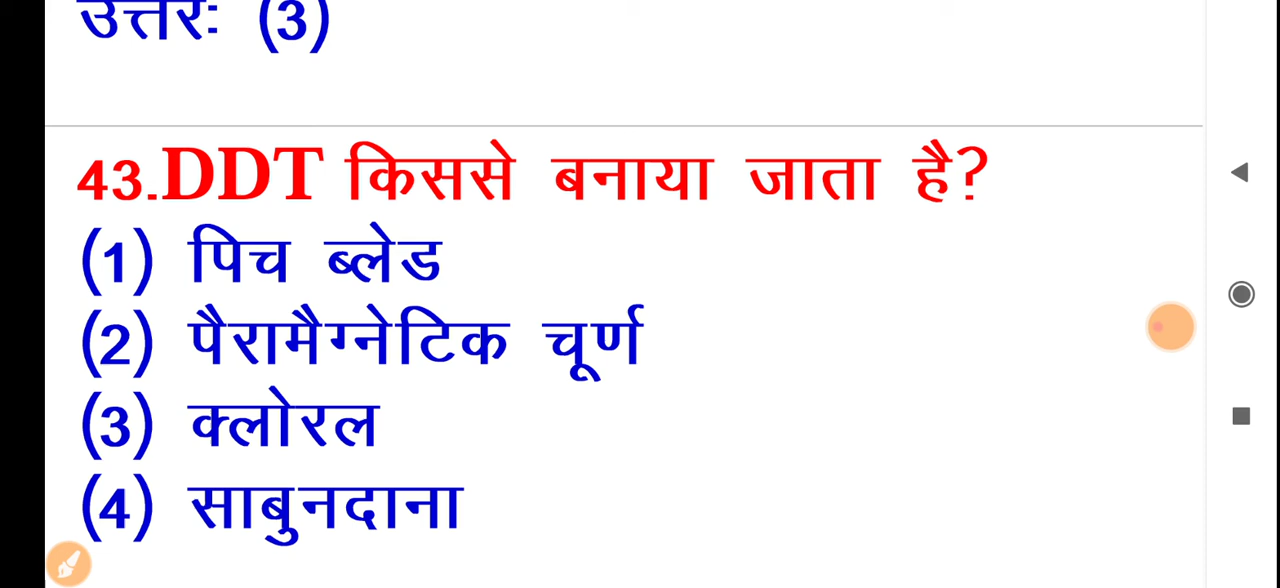 उत्तरः (3)
43.DDT किससे बनाया जाता है?
(1) पिच ब्लेड
(2) पैरामैग्नेटिक चूर्ण
(3) क्लोरल
(4) साबुनदाना